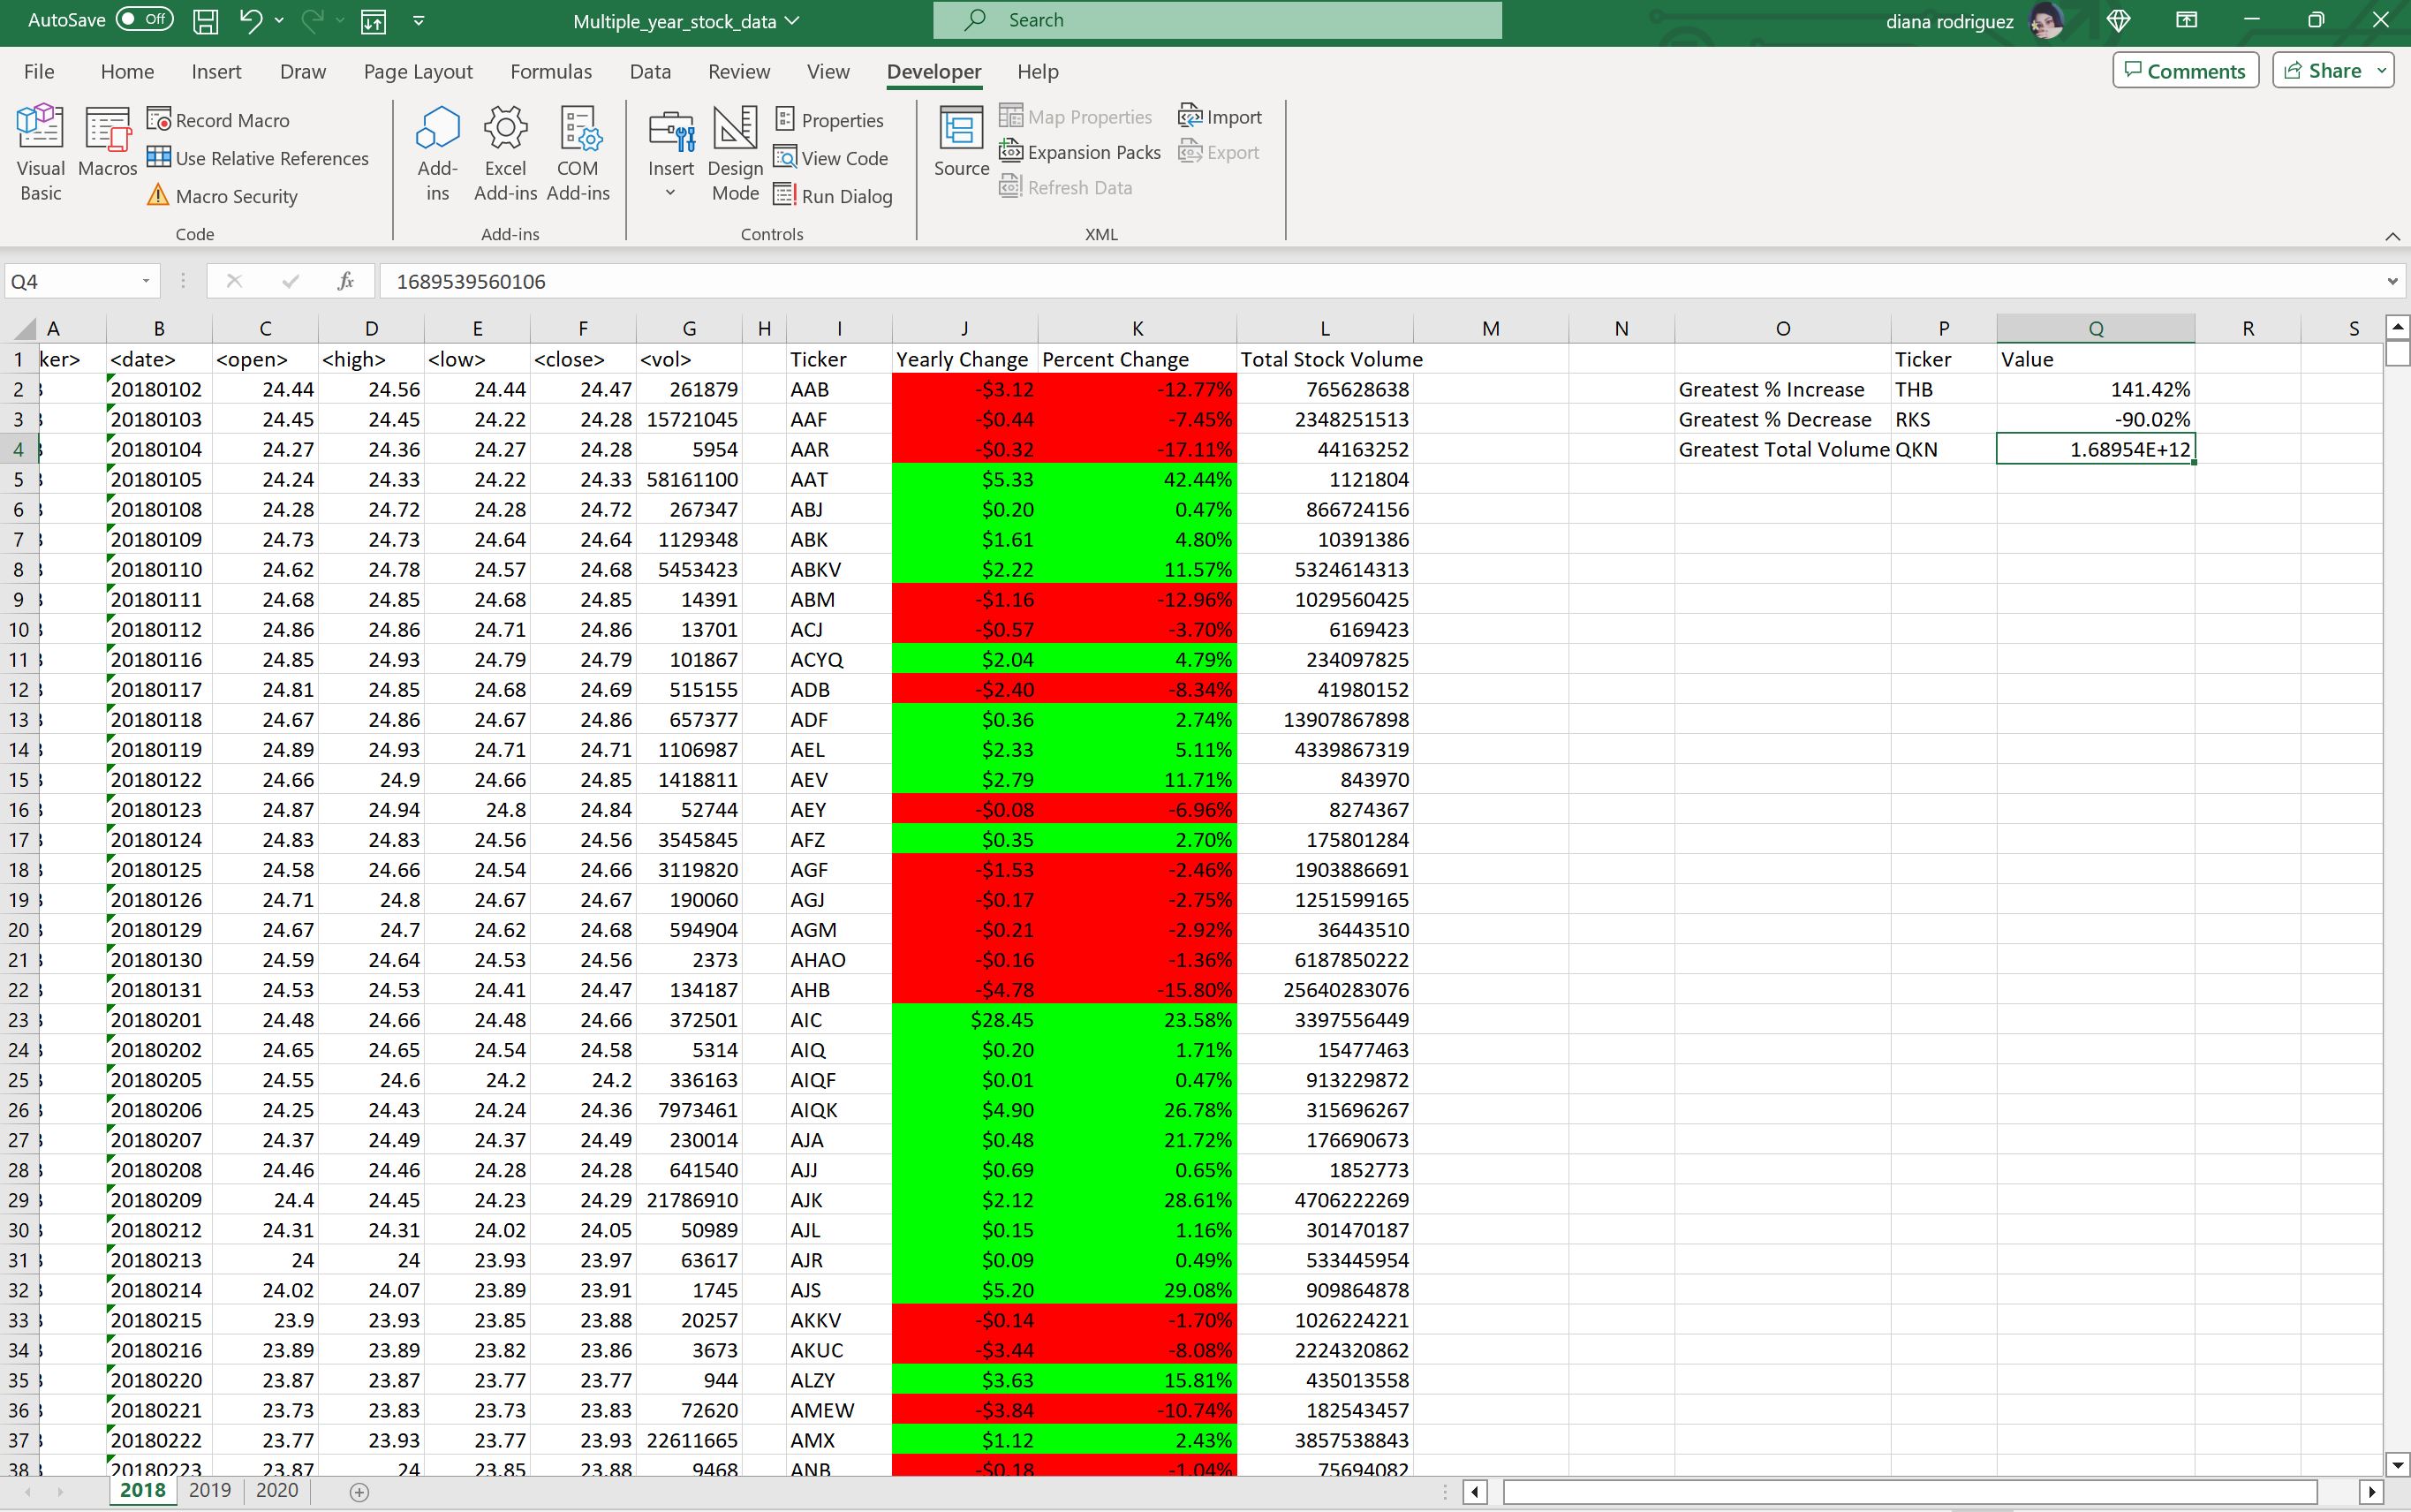 AutoSave Off Multiple_year_stock_data Search diana rodriguez
File Home Insert Draw Page Layout Formulas Data Review View Developer Help Comments Share
Visual Basic
Macros
Record Macro
Use Relative References
Macro Security
Code
Add-ins
Excel Add-ins
COM Add-ins
Add-ins
Insert
Design Mode
Properties
View Code
Run Dialog
Controls
Source
Map Properties
Expansion Packs
Refresh Data
Import
Export
XML
Q4 fx 1689539560106
A B C D E F G H I J K L M N O P Q R S
1 ker> <date> <open> <high> <low> <close> <vol> Ticker Yearly Change Percent Change Total Stock Volume Ticker Value
2 20180102 24.44 24.56 24.44 24.47 261879 AAB -$3.12 -12.77% 765628638 Greatest % Increase THB 141.42%
3 20180103 24.45 24.45 24.22 24.28 15721045 AAF -$0.44 -7.45% 2348251513 Greatest % Decrease RKS -90.02%
4 20180104 24.27 24.36 24.27 24.28 5954 AAR -$0.32 -17.11% 44163252 Greatest Total Volume QKN 1.68954E+12
5 20180105 24.24 24.33 24.22 24.33 58161100 AAT $5.33 42.44% 1121804
6 20180108 24.28 24.72 24.28 24.72 267347 ABJ $0.20 0.47% 866724156
7 20180109 24.73 24.73 24.64 24.64 1129348 ABK $1.61 4.80% 10391386
8 20180110 24.62 24.78 24.57 24.68 5453423 ABKV $2.22 11.57% 5324614313
9 20180111 24.68 24.85 24.68 24.85 14391 ABM -$1.16 -12.96% 1029560425
10 20180112 24.86 24.86 24.71 24.86 13701 ACJ -$0.57 -3.70% 6169423
11 20180116 24.85 24.93 24.79 24.79 101867 ACYQ $2.04 4.79% 234097825
12 20180117 24.81 24.85 24.68 24.69 515155 ADB -$2.40 -8.34% 41980152
13 20180118 24.67 24.86 24.67 24.86 657377 ADF $0.36 2.74% 13907867898
14 20180119 24.89 24.93 24.71 24.71 1106987 AEL $2.33 5.11% 4339867319
15 20180122 24.66 24.9 24.66 24.85 1418811 AEV $2.79 11.71% 843970
16 20180123 24.87 24.94 24.8 24.84 52744 AEY -$0.08 -6.96% 8274367
17 20180124 24.83 24.83 24.56 24.56 3545845 AFZ $0.35 2.70% 175801284
18 20180125 24.58 24.66 24.54 24.66 3119820 AGF -$1.53 -2.46% 1903886691
19 20180126 24.71 24.8 24.67 24.67 190060 AGJ -$0.17 -2.75% 1251599165
20 20180129 24.67 24.7 24.62 24.68 594904 AGM -$0.21 -2.92% 36443510
21 20180130 24.59 24.64 24.53 24.56 2373 AHAO -$0.16 -1.36% 6187850222
22 20180131 24.53 24.53 24.41 24.47 134187 AHB -$4.78 -15.80% 25640283076
23 20180201 24.48 24.66 24.48 24.66 372501 AIC $28.45 23.58% 3397556449
24 20180202 24.65 24.65 24.54 24.58 5314 AIQ $0.20 1.71% 15477463
25 20180205 24.55 24.6 24.2 24.2 336163 AIQF $0.01 0.47% 913229872
26 20180206 24.25 24.43 24.24 24.36 7973461 AIQK $4.90 26.78% 315696267
27 20180207 24.37 24.49 24.37 24.49 230014 AJA $0.48 21.72% 176690673
28 20180208 24.46 24.46 24.28 24.28 641540 AJJ $0.69 0.65% 1852773
29 20180209 24.4 24.45 24.23 24.29 21786910 AJK $2.12 28.61% 4706222269
30 20180212 24.31 24.31 24.02 24.05 50989 AJL $0.15 1.16% 301470187
31 20180213 24 24 23.93 23.97 63617 AJR $0.09 0.49% 533445954
32 20180214 24.02 24.07 23.89 23.91 1745 AJS $5.20 29.08% 909864878
33 20180215 23.9 23.93 23.85 23.88 20257 AKKV -$0.14 -1.70% 1026224221
34 20180216 23.89 23.89 23.82 23.86 3673 AKUC -$3.44 -8.08% 2224320862
35 20180220 23.87 23.87 23.77 23.77 944 ALZY $3.63 15.81% 435013558
36 20180221 23.73 23.83 23.73 23.83 72620 AMEW -$3.84 -10.74% 182543457
37 20180222 23.77 23.93 23.77 23.93 22611665 AMX $1.12 2.43% 3857538843
38 20180223 23.87 24 23.85 23.88 9468 ANB -$0.18 -1.04% 75694082
2018 2019 2020